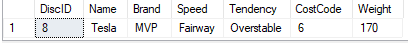 DiscID Name Brand Speed Tendency CostCode Weight
1 8 Tesla MVP Fairway Overstable 6 170